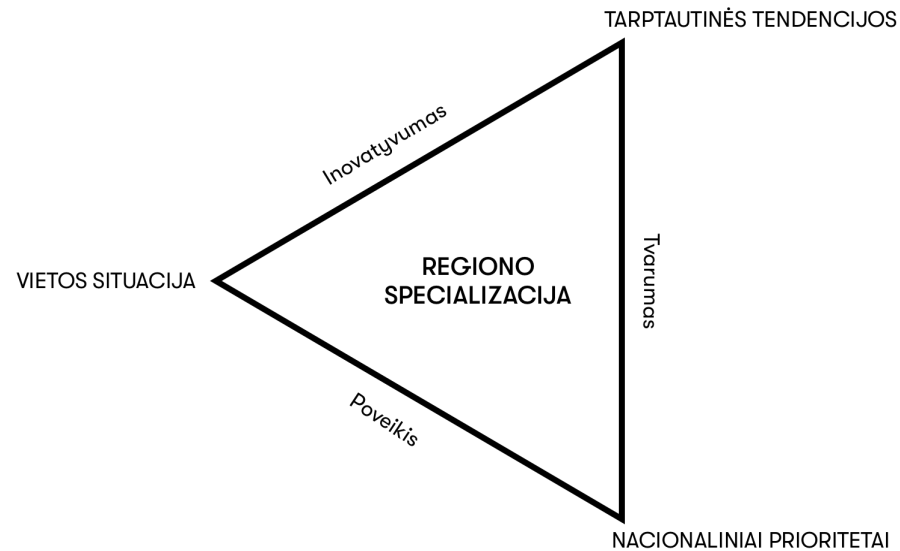 TARPTAUTINĖS TENDENCIJOS
Inovatyvumas
VIETOS SITUACIJA
REGIONO
SPECIALIZACIJA
Tvarumas
Poveikis
NACIONALINIAI PRIORITETAI